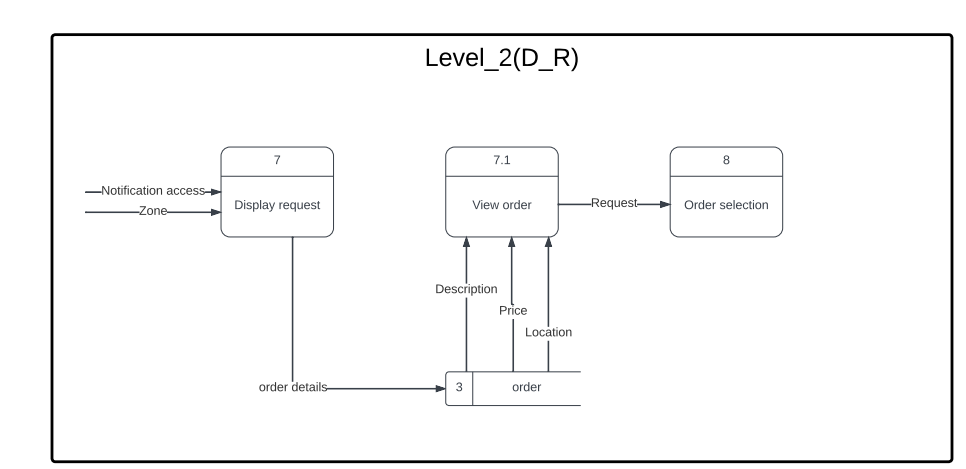 Level_2(D_R)
7
7.1
8
Notification access
Zone
Display request
View order
Request
Order selection
Description
Price
Location
order details
3
order